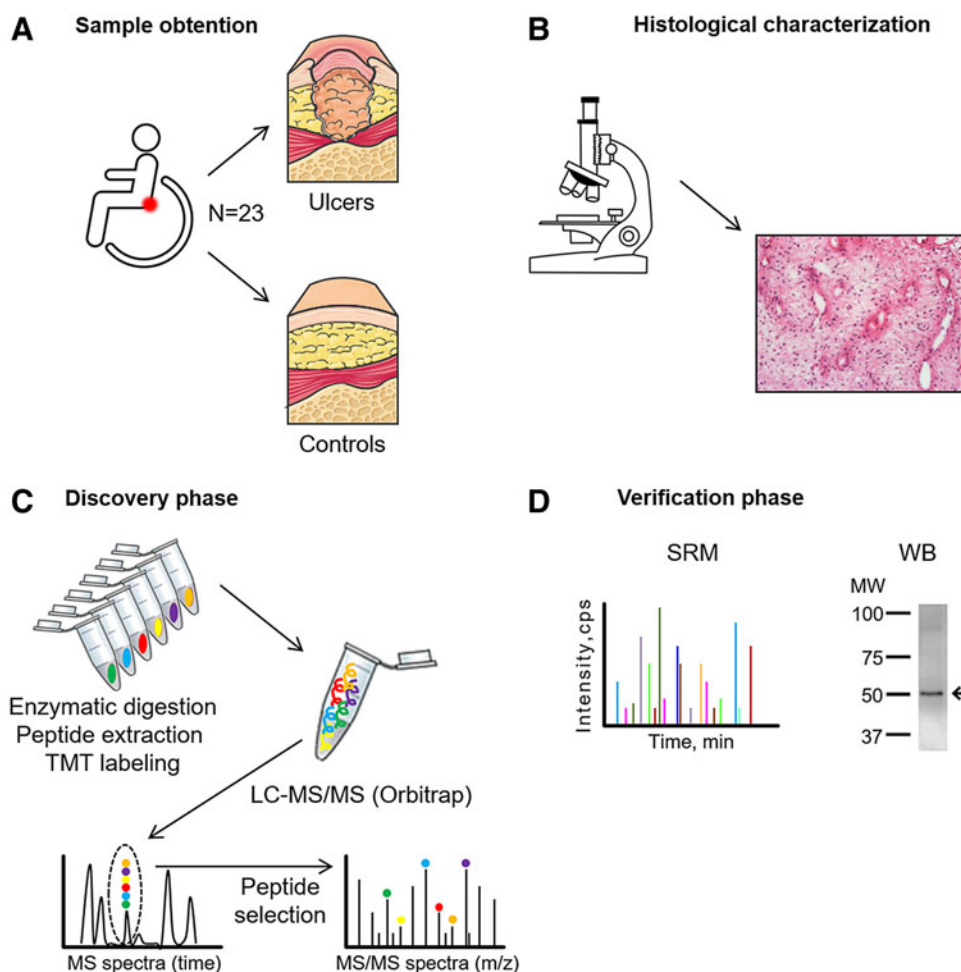 A Sample obtention
N=23
Ulcers
Controls
B Histological characterization
C Discovery phase
Enzymatic digestion
Peptide extraction
TMT labeling
LC-MS/MS (Orbitrap)
Peptide
selection
MS spectra (time)
MS/MS spectra (m/z)
D Verification phase
SRM
Intensity, cps
Time, min
WB
MW
100
75
50
37